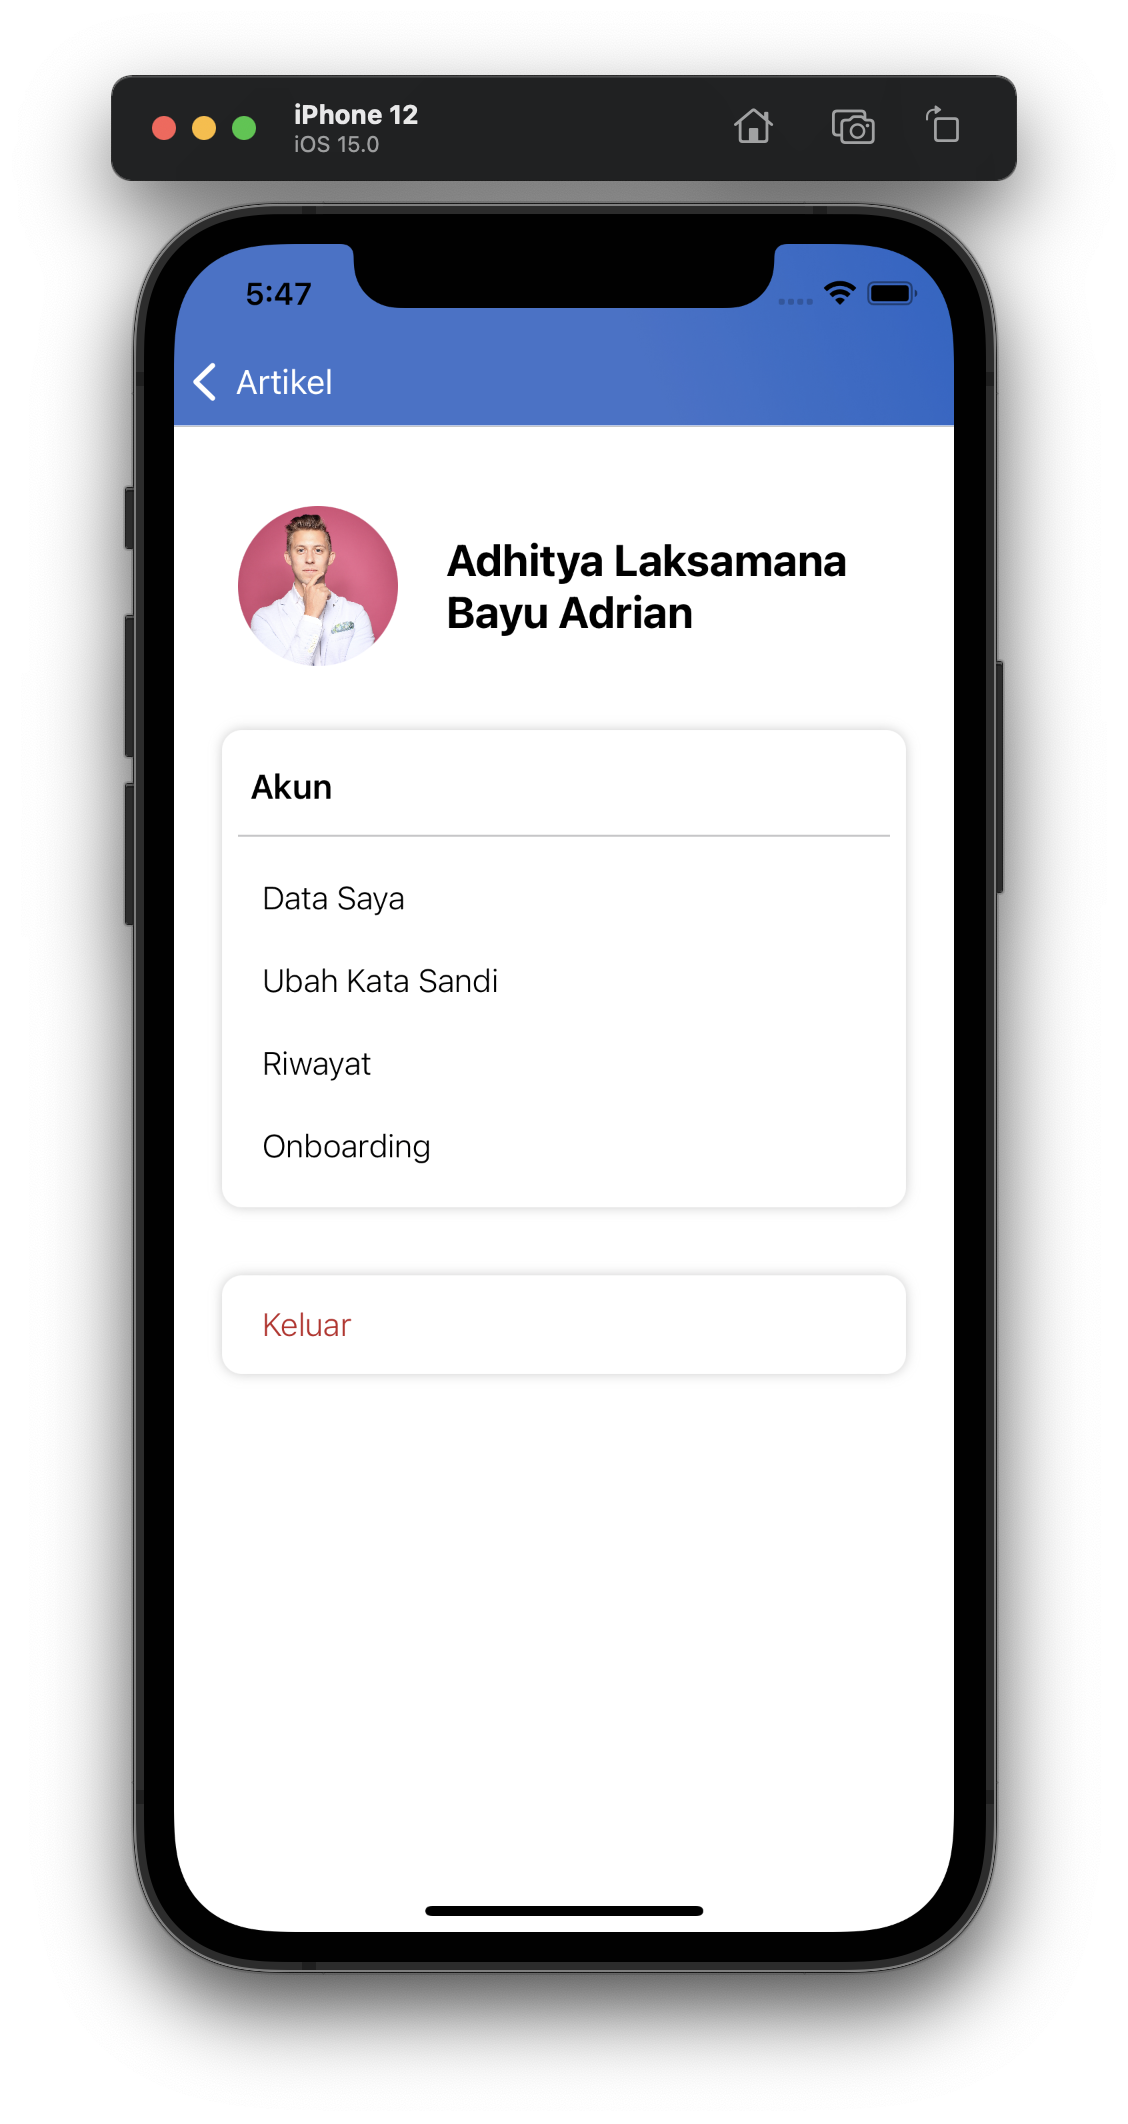 iPhone 12
iOS 15.0
5:47
Artikel
Adhitya Laksamana
Bayu Adrian
Akun
Data Saya
Ubah Kata Sandi
Riwayat
Onboarding
Keluar